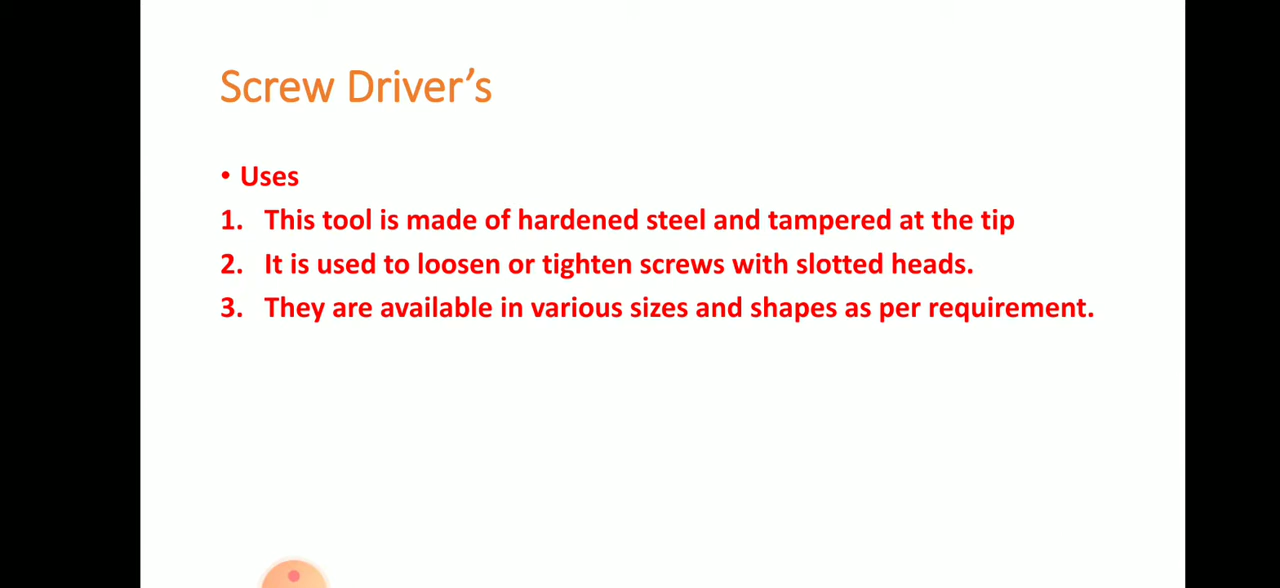 Screw Driver’s
• Uses
1. This tool is made of hardened steel and tampered at the tip
2. It is used to loosen or tighten screws with slotted heads.
3. They are available in various sizes and shapes as per requirement.